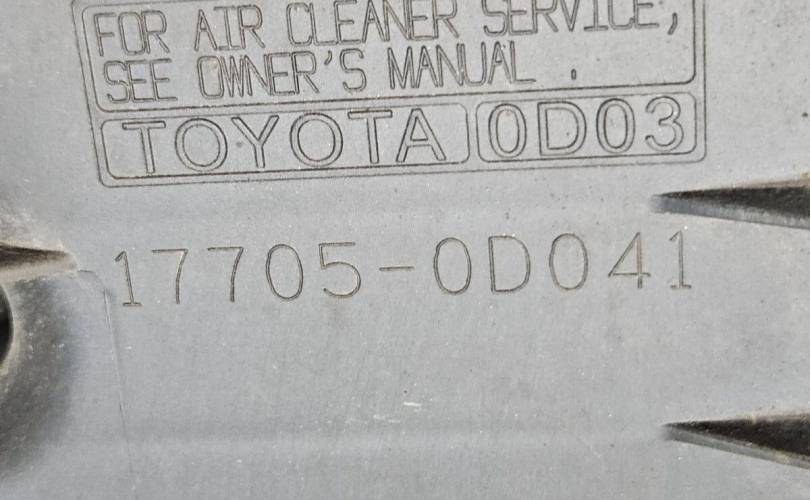 FOR AIR CLEANER SERVICE,
SEE OWNER'S MANUAL .
TOYOTA 0D03
17705-0D041